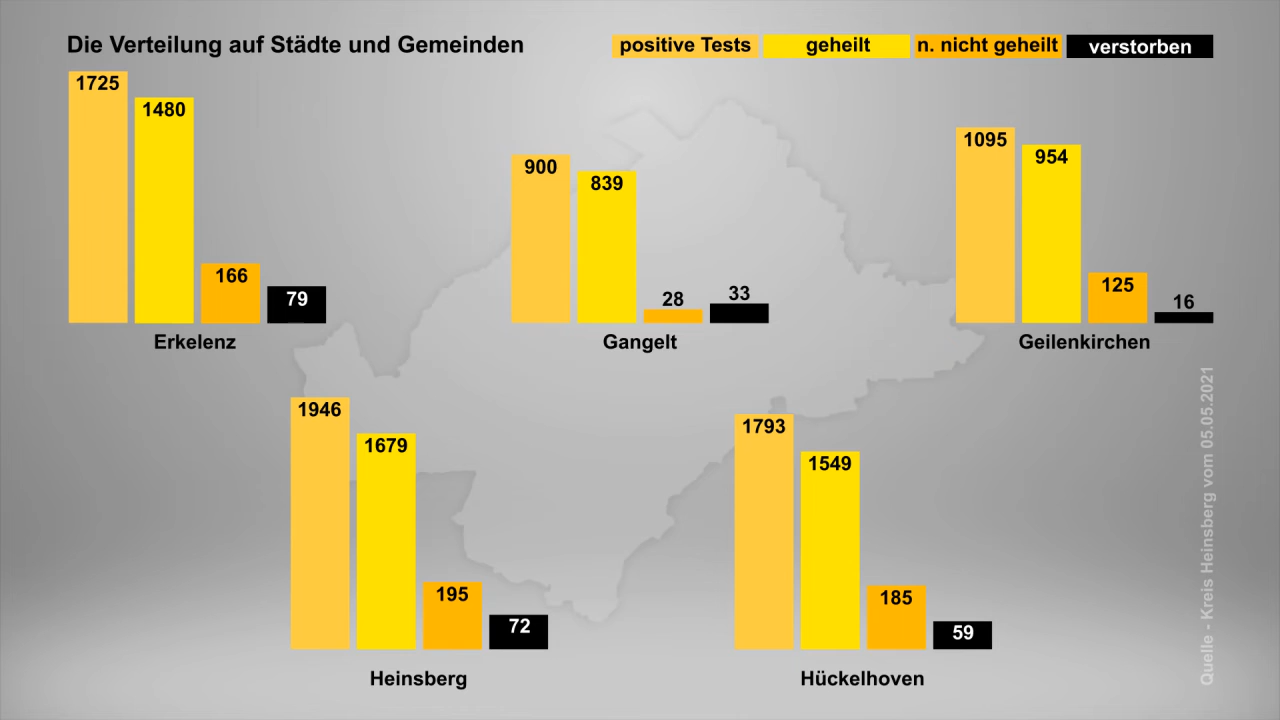 Die Verteilung auf Städte und Gemeinden
positive Tests
geheilt
n. nicht geheilt
verstorben
1725
1480
166
79
Erkelenz
900
839
28
33
Gangelt
1095
954
125
16
Geilenkirchen
1946
1679
195
72
Heinsberg
1793
1549
185
59
Hückelhoven
Quelle - Kreis Heinsberg vom 05.05.2021